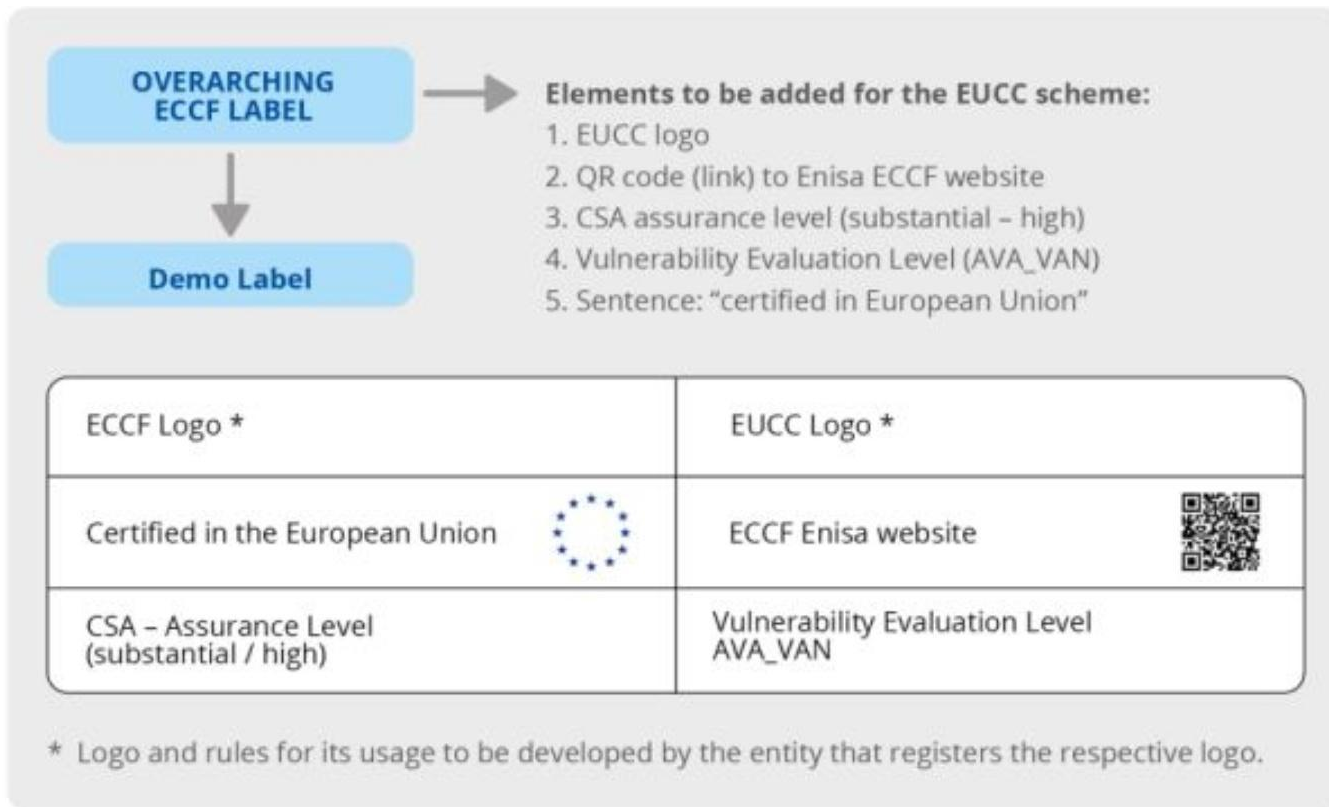 OVERARCHING
ECCF LABEL
Elements to be added for the EUCC scheme:
1. EUCC logo
2. QR code (link) to Enisa ECCF website
3. CSA assurance level (substantial – high)
4. Vulnerability Evaluation Level (AVA_VAN)
5. Sentence: “certified in European Union”
Demo Label
ECCF Logo *
EUCC Logo *
Certified in the European Union
ECCF Enisa website
CSA – Assurance Level
(substantial / high)
Vulnerability Evaluation Level
AVA_VAN
* Logo and rules for its usage to be developed by the entity that registers the respective logo.